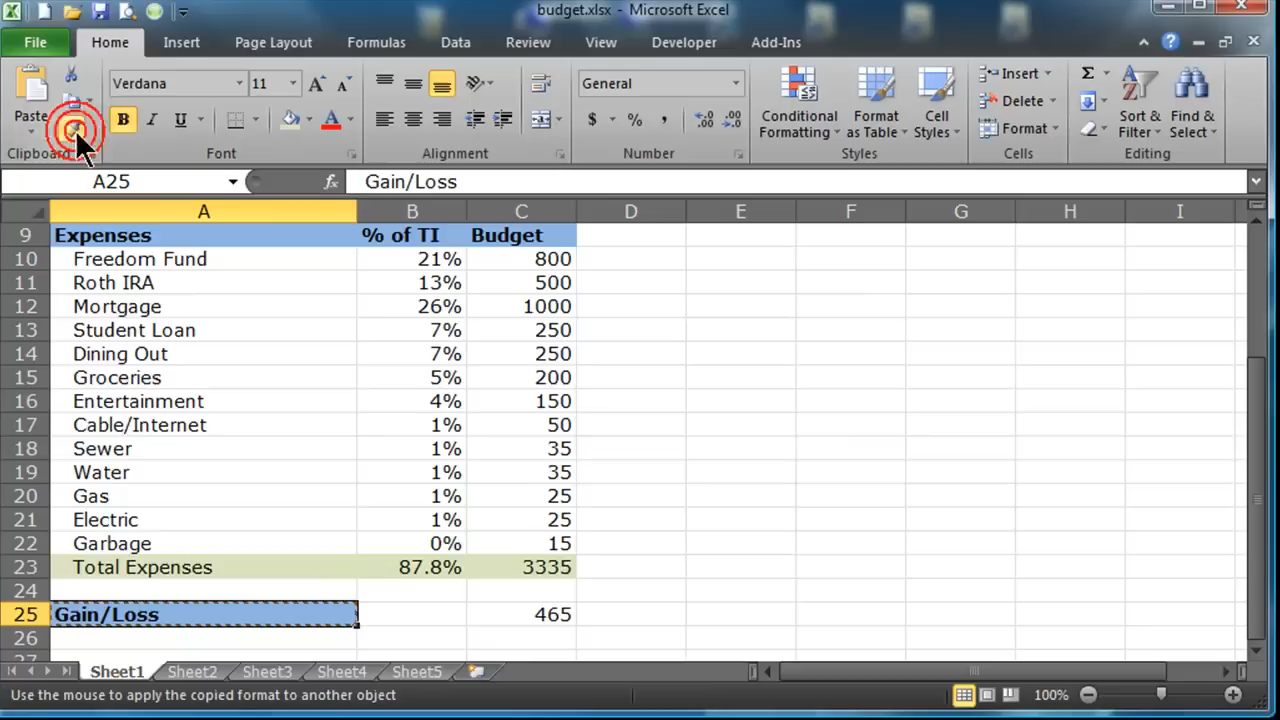 budget.xlsx - Microsoft Excel
File Home Insert Page Layout Formulas Data Review View Developer Add-Ins
Paste
Clipboard
Verdana 11
B I U A
Font
Alignment
General
$ % ,
Number
Conditional Formatting
Format as Table
Cell Styles
Styles
Insert
Delete
Format
Cells
Σ
Sort & Filter
Find & Select
Editing
A25 fx Gain/Loss
A B C D E F G H I
9 Expenses % of TI Budget
10 Freedom Fund 21% 800
11 Roth IRA 13% 500
12 Mortgage 26% 1000
13 Student Loan 7% 250
14 Dining Out 7% 250
15 Groceries 5% 200
16 Entertainment 4% 150
17 Cable/Internet 1% 50
18 Sewer 1% 35
19 Water 1% 35
20 Gas 1% 25
21 Electric 1% 25
22 Garbage 0% 15
23 Total Expenses 87.8% 3335
24
25 Gain/Loss 465
26
27
Sheet1 Sheet2 Sheet3 Sheet4 Sheet5
Use the mouse to apply the copied format to another object 100%